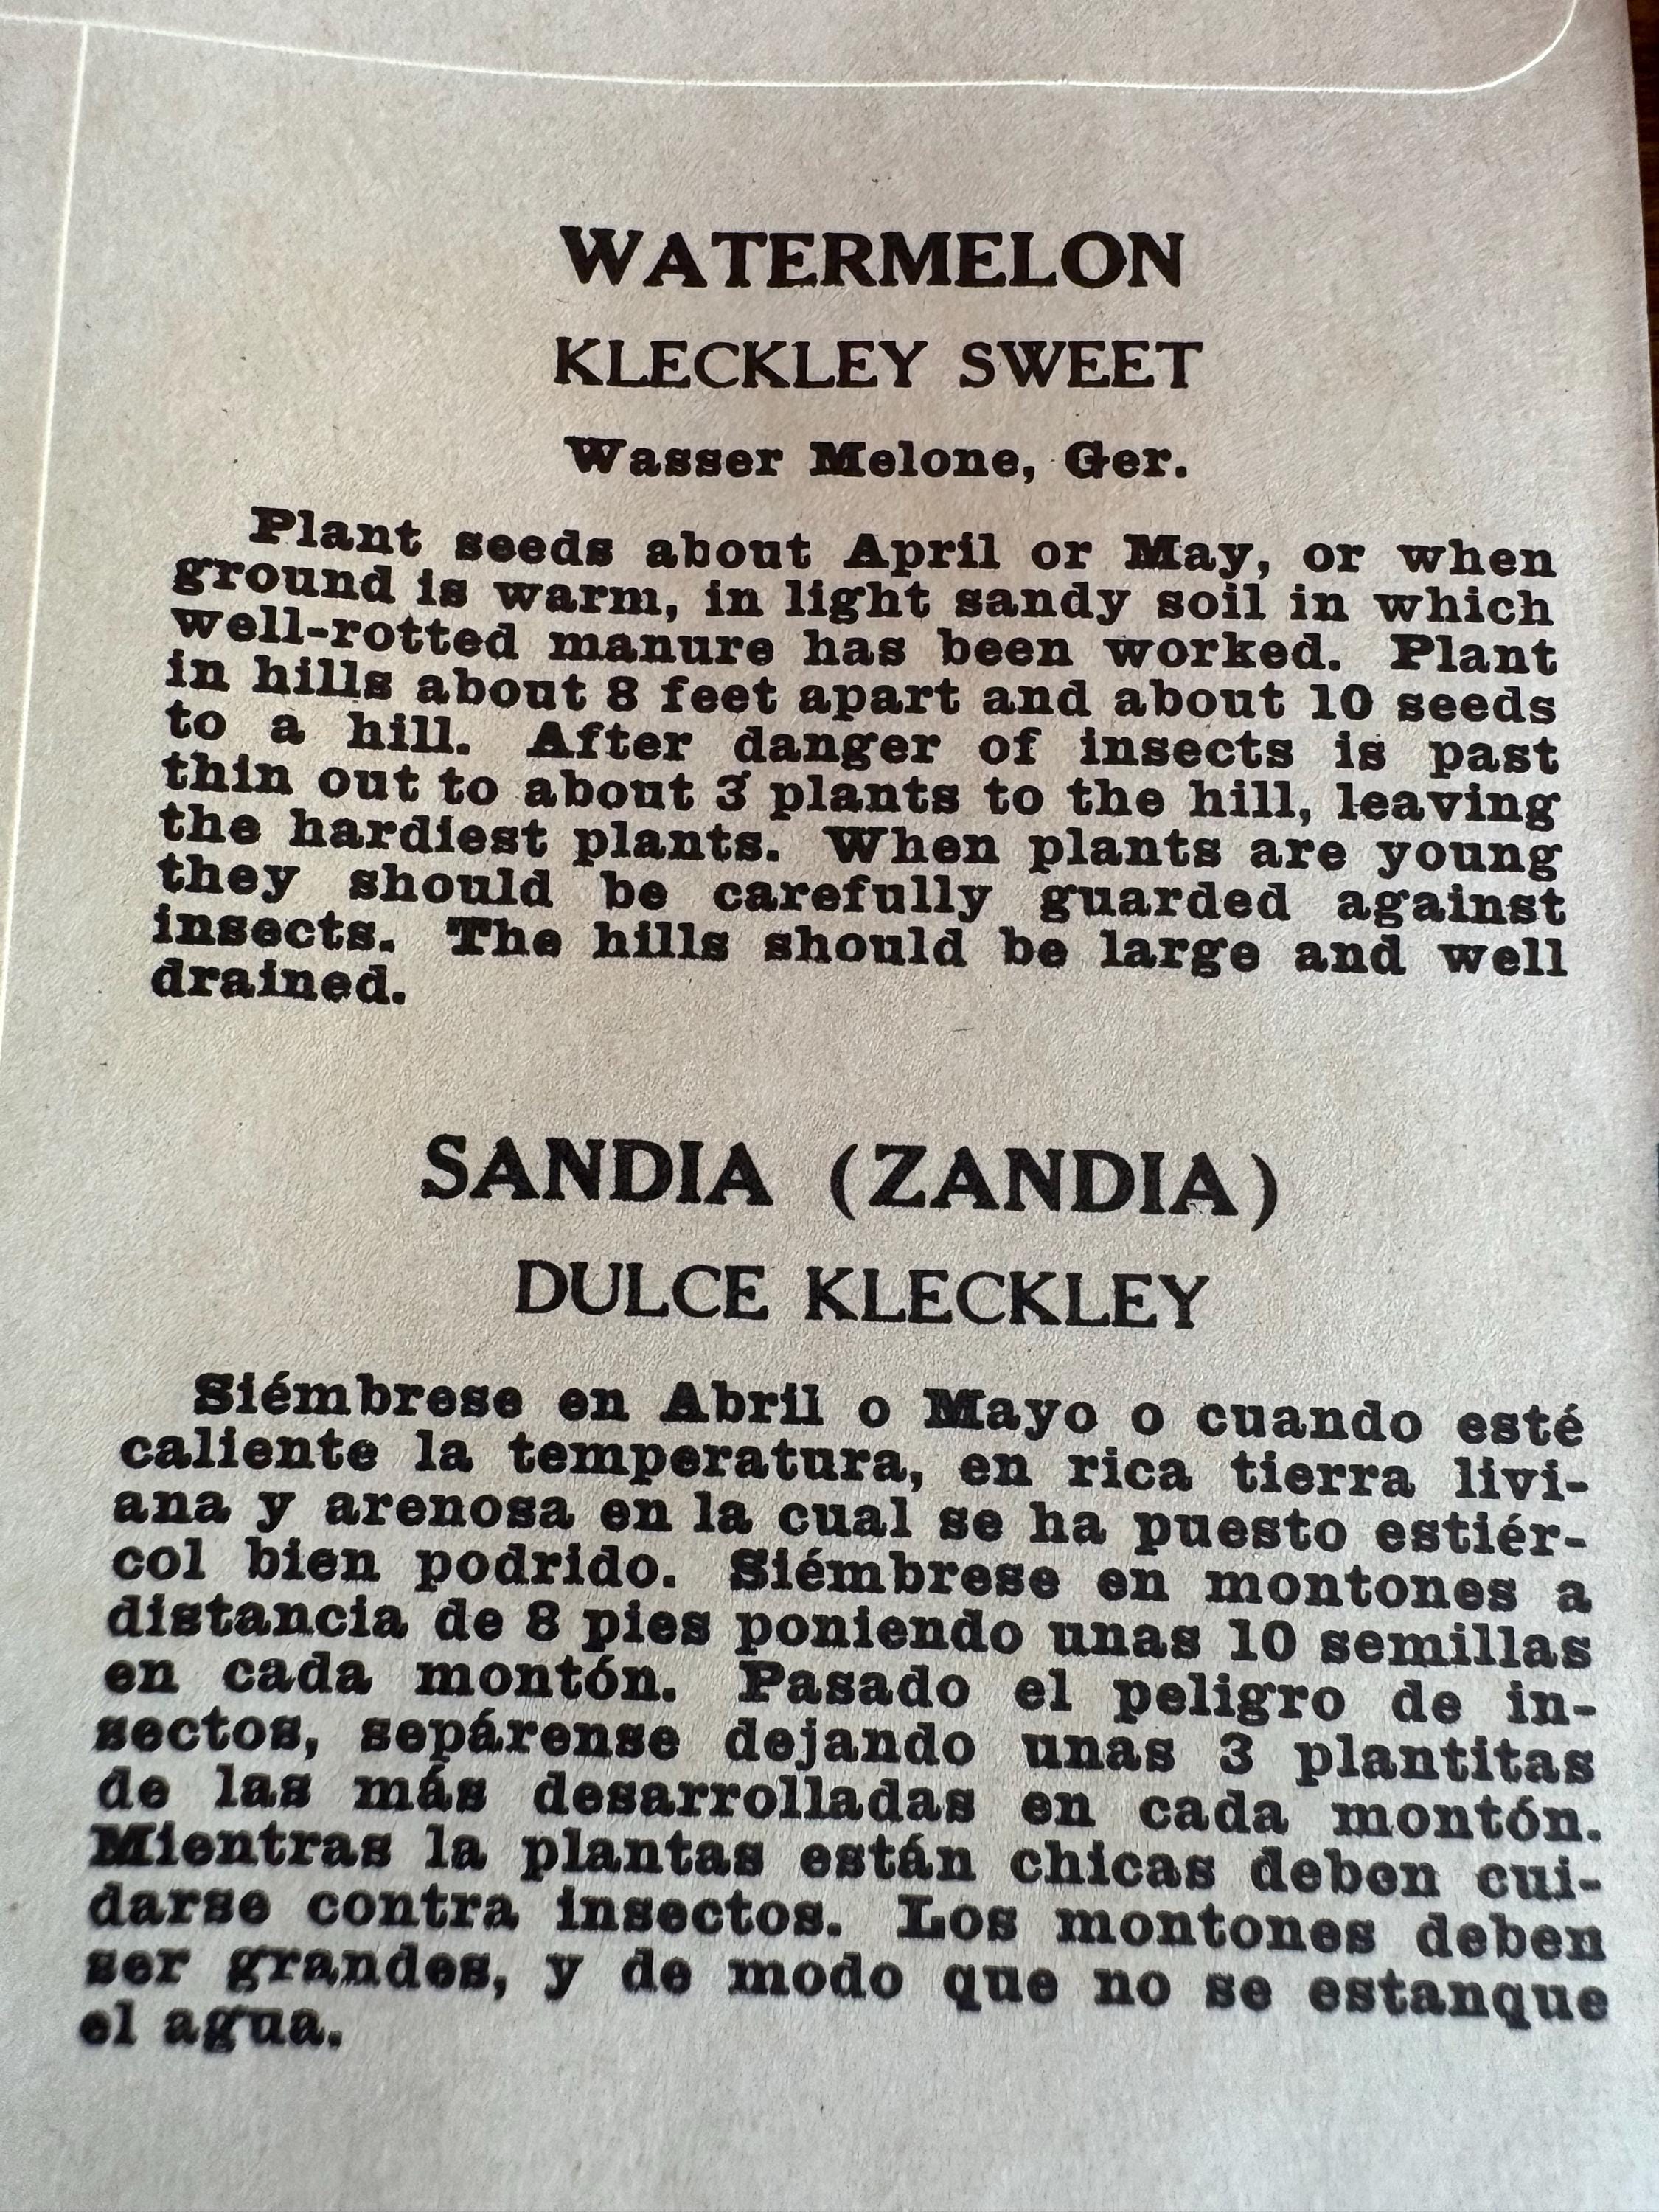 WATERMELON
KLECKLEY SWEET
Wasser Melone, Ger.
Plant seeds about April or May, or when
ground is warm, in light sandy soil in which
well-rotted manure has been worked. Plant
in hills about 8 feet apart and about 10 seeds
to a hill. After danger of insects is past
thin out to about 3 plants to the hill, leaving
the hardiest plants. When plants are young
they should be carefully guarded against
insects. The hills should be large and well
drained.
SANDIA (ZANDIA)
DULCE KLECKLEY
Siémbrese en Abril o Mayo o cuando esté
caliente la temperatura, en rica tierra livi-
ana y arenosa en la cual se ha puesto estiér-
col bien podrido. Siémbrese en montones a
distancia de 8 pies poniendo unas 10 semillas
en cada montón. Pasado el peligro de in-
sectos, sepárense dejando unas 3 plantitas
de las más desarrolladas en cada montón.
Mientras la plantas están chicas deben cui-
darse contra insectos. Los montones deben
ser grandes, y de modo que no se estanque
el agua.